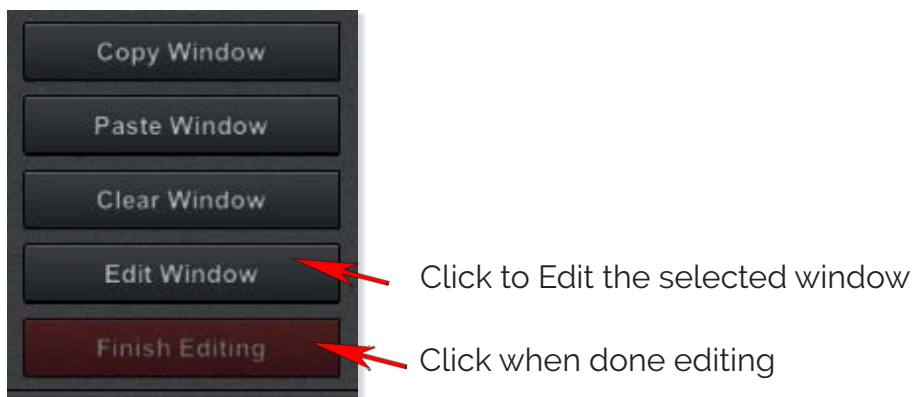 Copy Window
Paste Window
Clear Window
Edit Window
Click to Edit the selected window
Finish Editing
Click when done editing